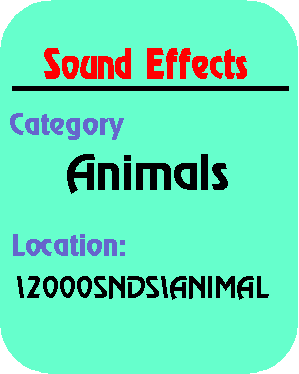 Sound Effects
Category
Animals
Location:
\2000SNDS\ANIMAL